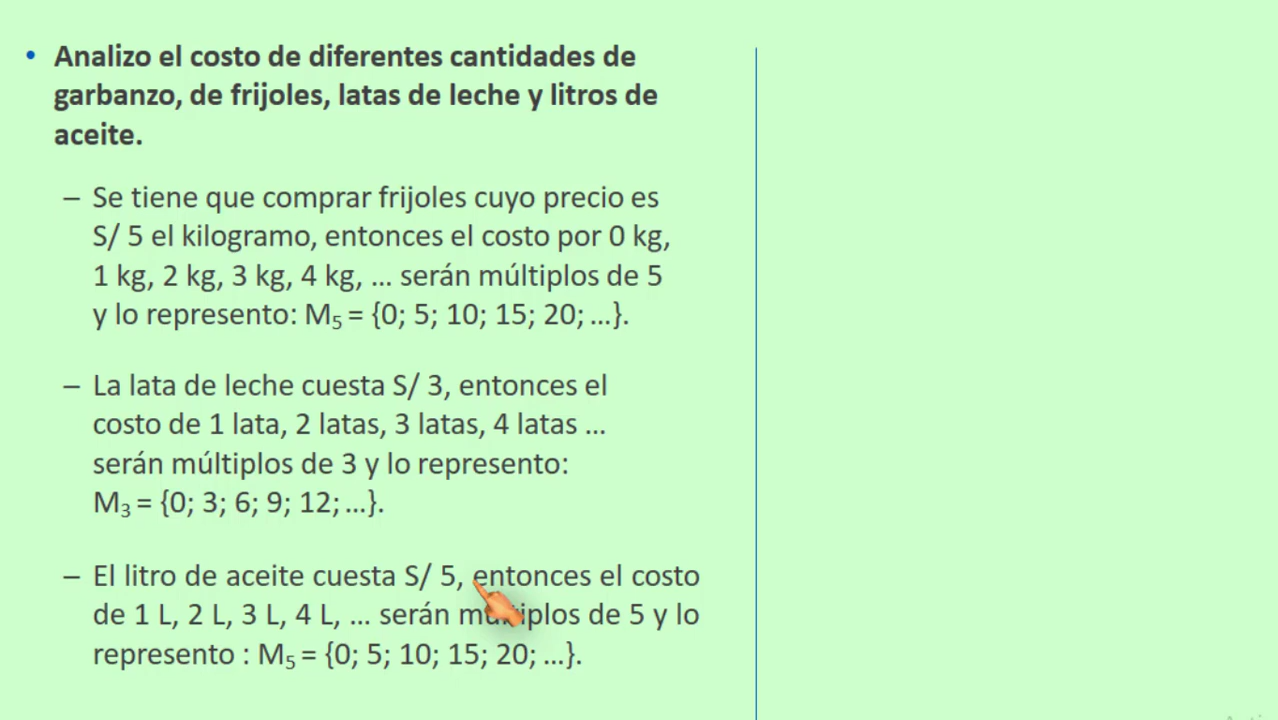 • Analizo el costo de diferentes cantidades de
garbanzo, de frijoles, latas de leche y litros de
aceite.
– Se tiene que comprar frijoles cuyo precio es
S/ 5 el kilogramo, entonces el costo por 0 kg,
1 kg, 2 kg, 3 kg, 4 kg, ... serán múltiplos de 5
y lo represento: M₅ = {0; 5; 10; 15; 20; ...}.
– La lata de leche cuesta S/ 3, entonces el
costo de 1 lata, 2 latas, 3 latas, 4 latas ...
serán múltiplos de 3 y lo represento:
M₃ = {0; 3; 6; 9; 12; ...}.
– El litro de aceite cuesta S/ 5, entonces el costo
de 1 L, 2 L, 3 L, 4 L, ... serán múltiplos de 5 y lo
represento : M₅ = {0; 5; 10; 15; 20; ...}.